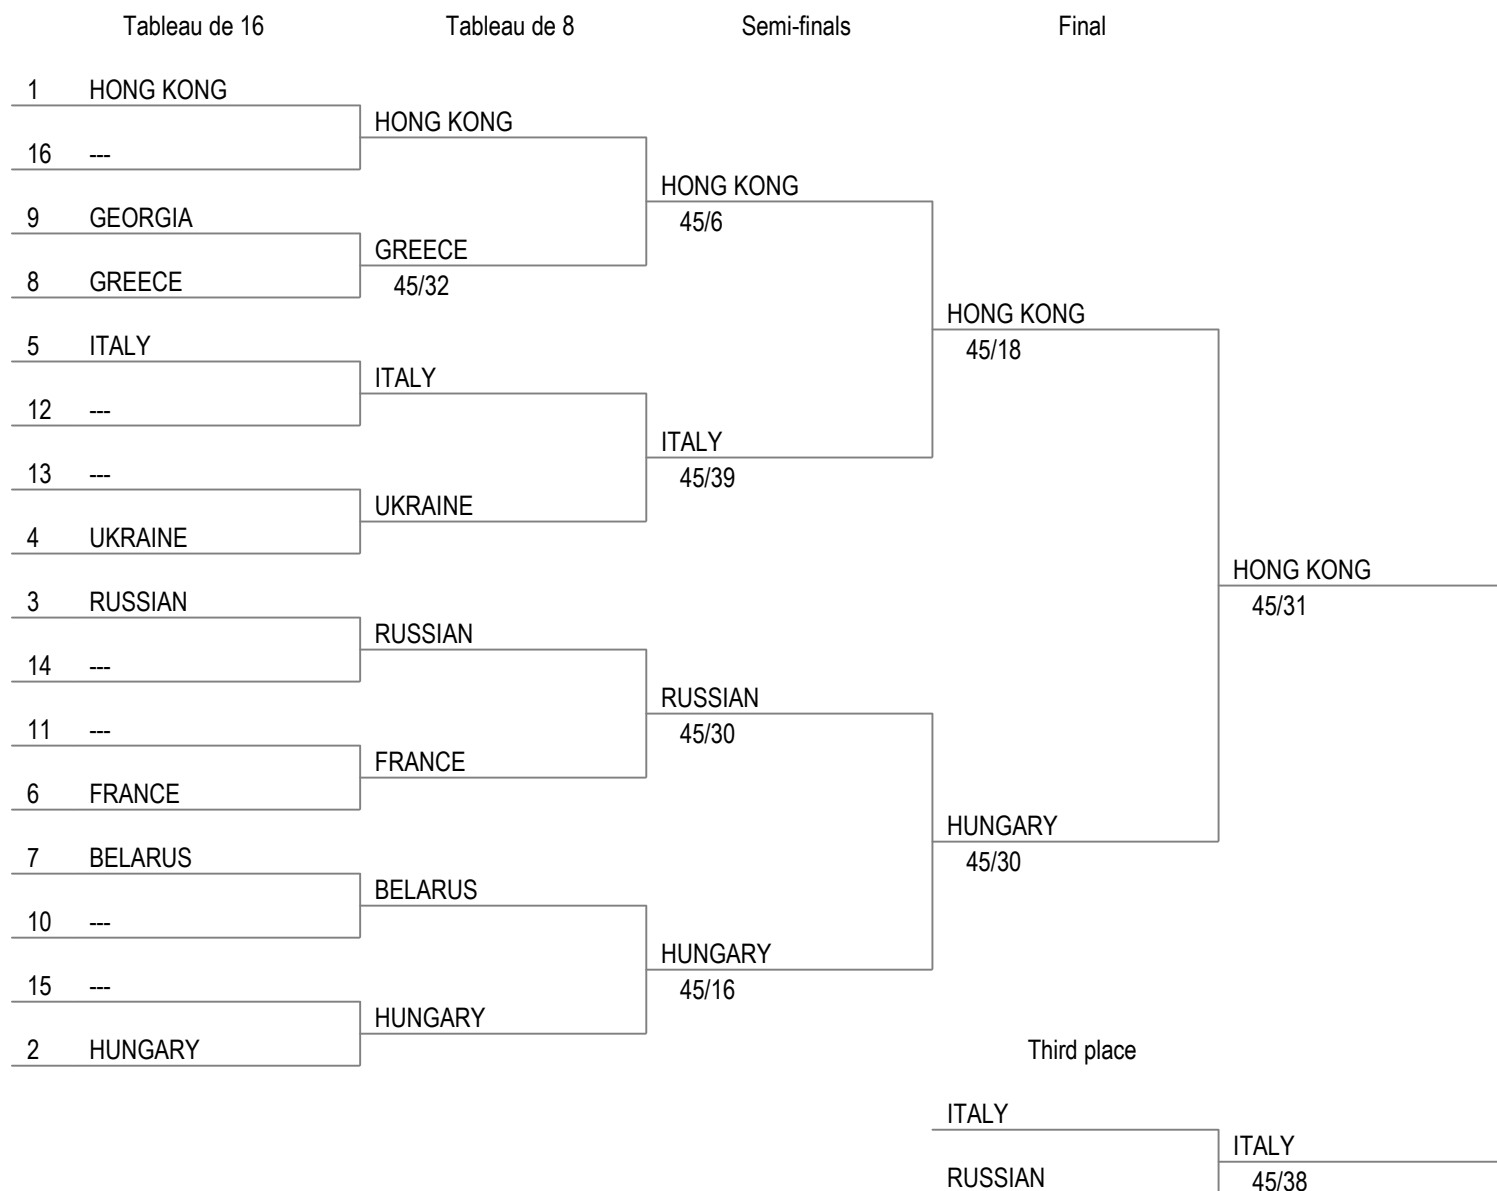 Tableau de 16 Tableau de 8 Semi-finals Final
1 HONG KONG
HONG KONG
16 ---
HONG KONG
9 GEORGIA
45/6
GREECE
8 GREECE
45/32
HONG KONG
5 ITALY
45/18
ITALY
12 ---
ITALY
13 ---
45/39
UKRAINE
4 UKRAINE
HONG KONG
3 RUSSIAN
45/31
RUSSIAN
14 ---
RUSSIAN
11 ---
45/30
FRANCE
6 FRANCE
HUNGARY
7 BELARUS
45/30
BELARUS
10 ---
HUNGARY
15 ---
45/16
HUNGARY
2 HUNGARY
Third place
ITALY
ITALY
RUSSIAN
45/38